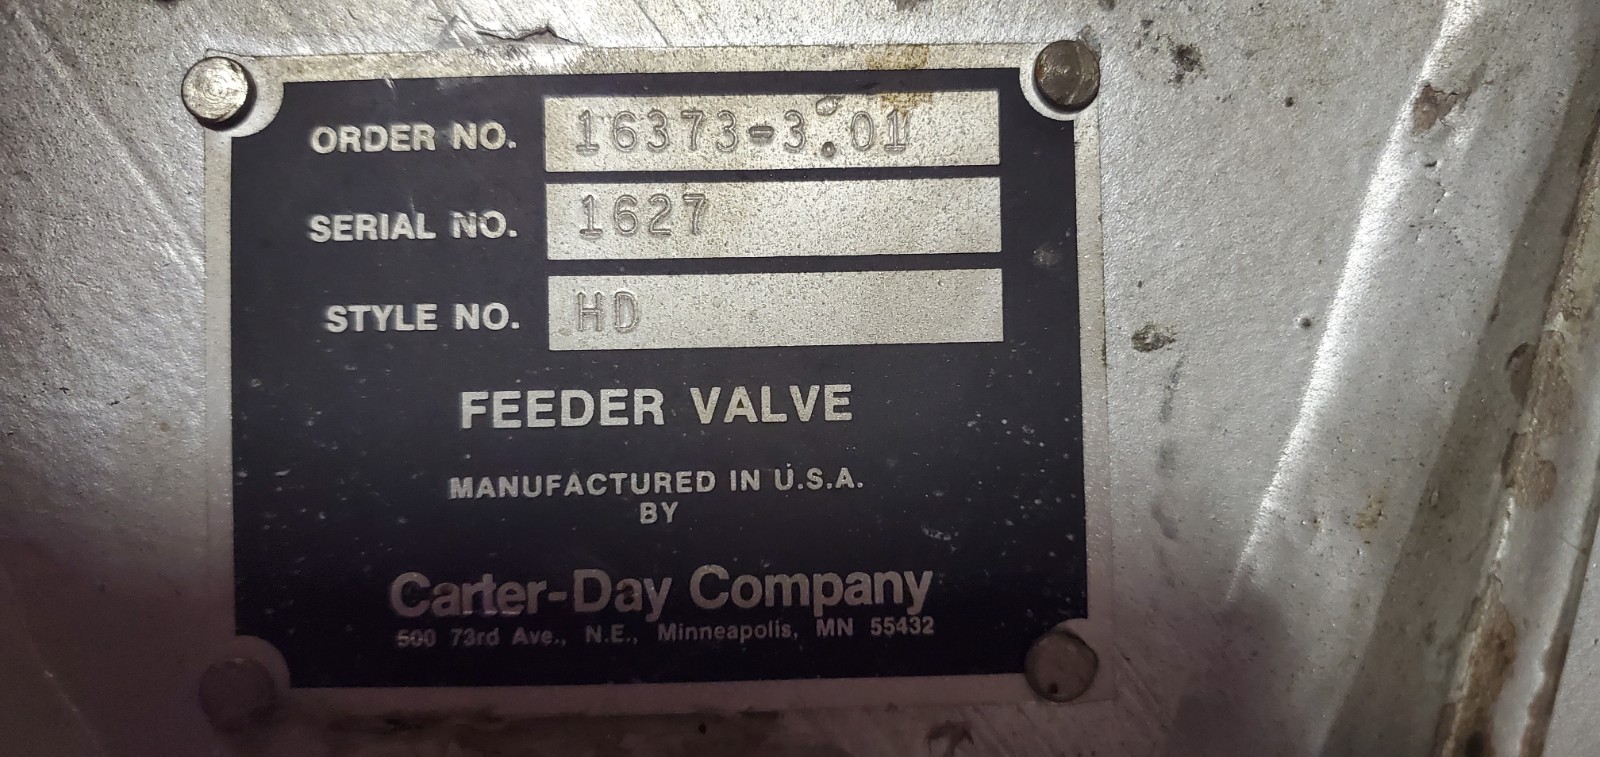 ORDER NO. 16373-3.01
SERIAL NO. 1627
STYLE NO. HD
FEEDER VALVE
MANUFACTURED IN U.S.A.
BY
Carter-Day Company
500 73rd Ave., N.E., Minneapolis, MN 55432